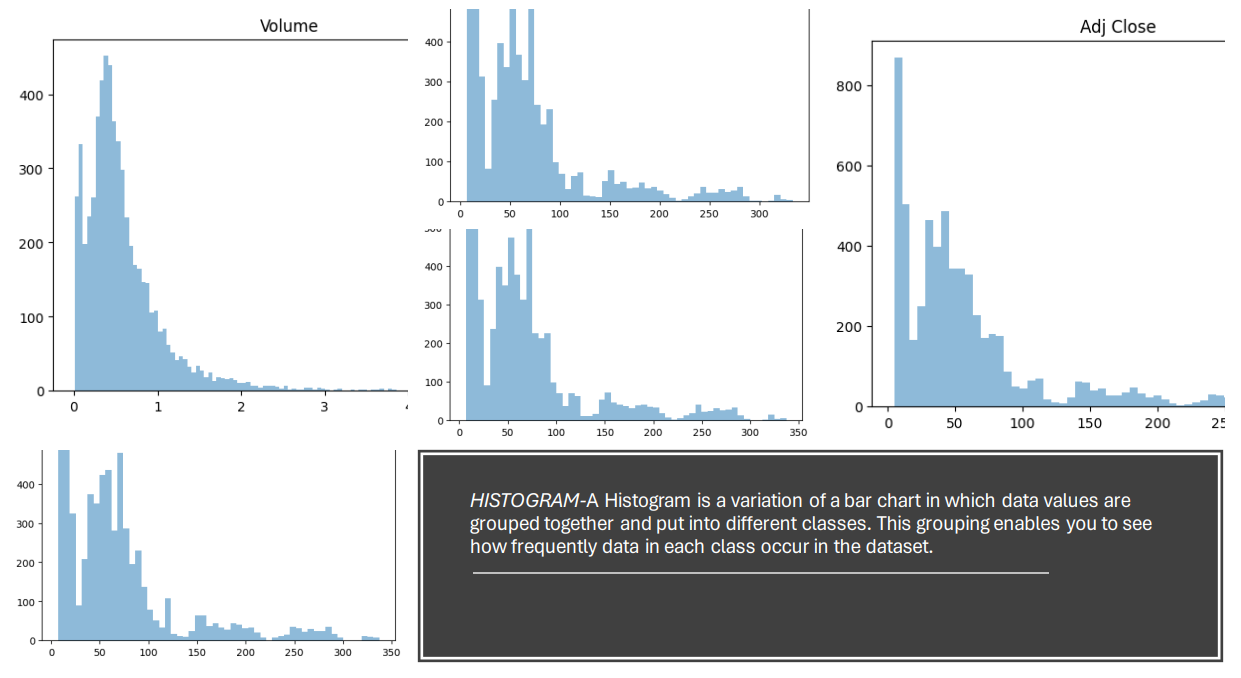 Volume
400
300
200
100
0
0 1 2 3
400
300
200
100
0
0 50 100 150 200 250 300
400
300
200
100
0
0 50 100 150 200 250 300 350
Adj Close
800
600
400
200
0
0 50 100 150 200
400
300
200
100
0
0 50 100 150 200 250 300 350
HISTOGRAM-A Histogram is a variation of a bar chart in which data values are
grouped together and put into different classes. This grouping enables you to see
how frequently data in each class occur in the dataset.